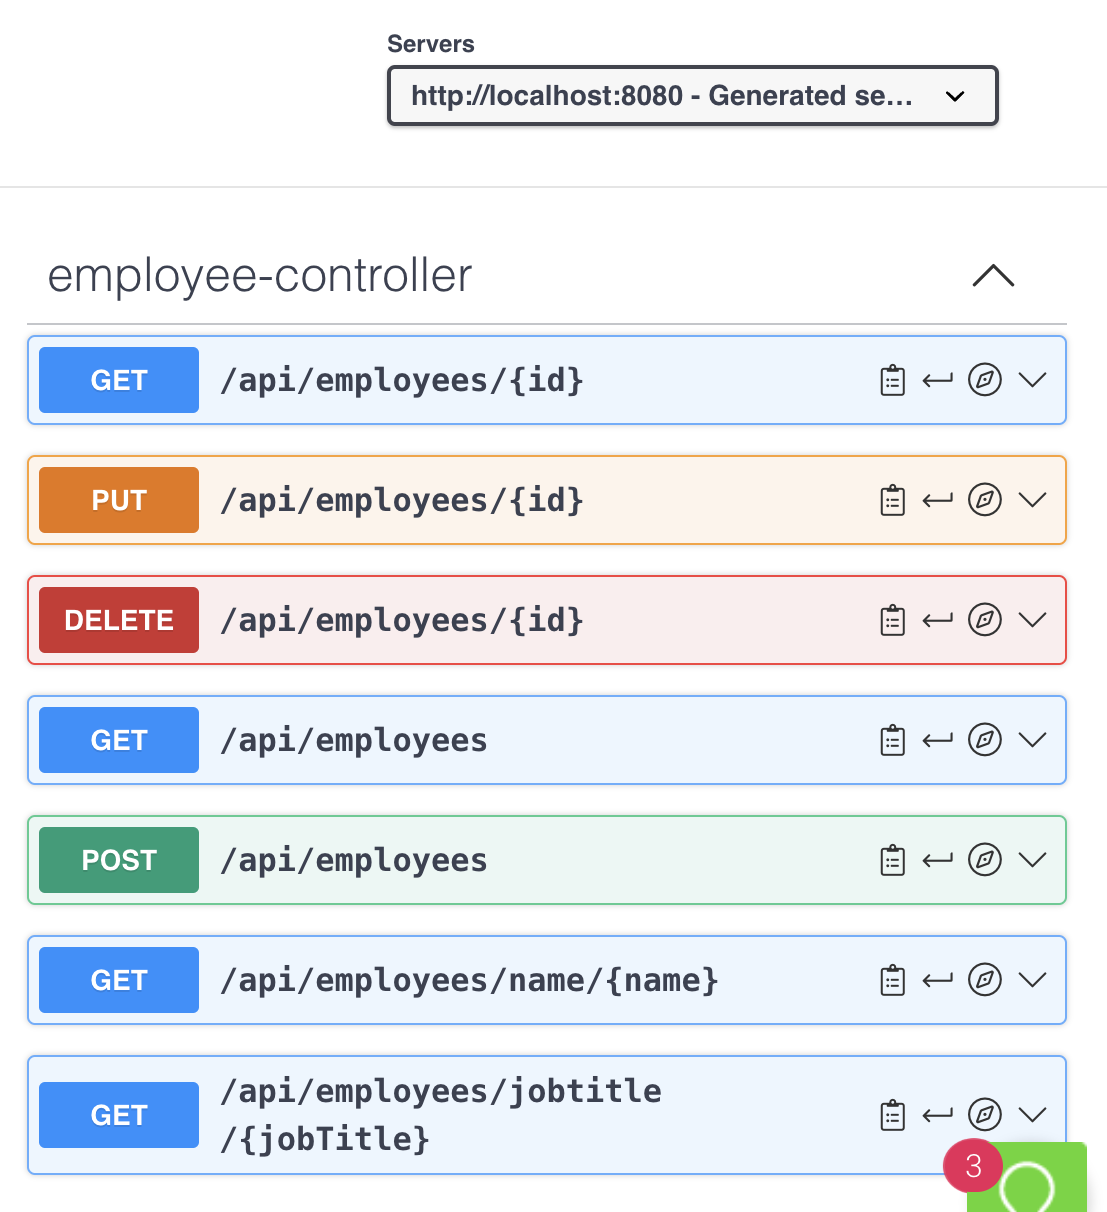 Servers
http://localhost:8080 - Generated se...
employee-controller
GET /api/employees/{id}
PUT /api/employees/{id}
DELETE /api/employees/{id}
GET /api/employees
POST /api/employees
GET /api/employees/name/{name}
GET /api/employees/jobtitle
/{jobTitle}
3